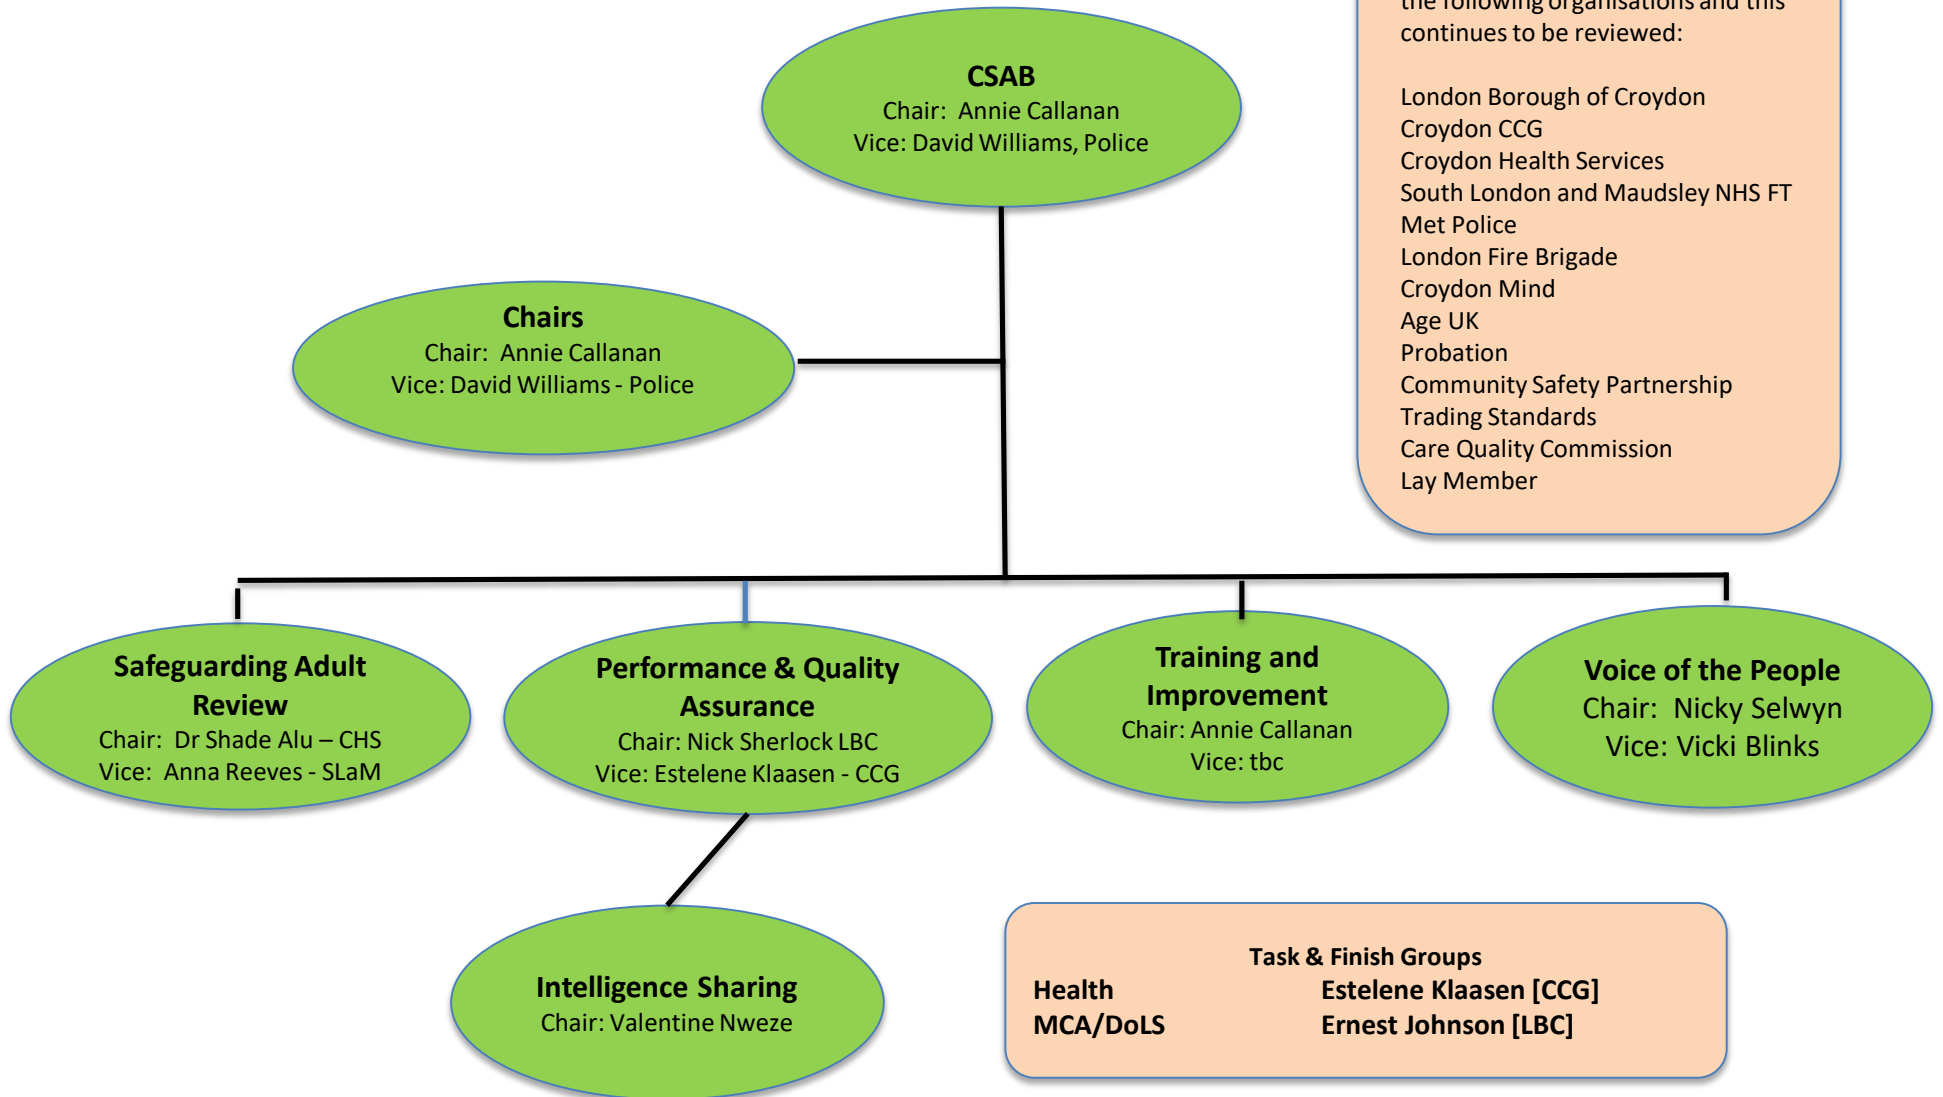 the following organisations and this
continues to be reviewed:
London Borough of Croydon
Croydon CCG
Croydon Health Services
South London and Maudsley NHS FT
Met Police
London Fire Brigade
Croydon Mind
Age UK
Probation
Community Safety Partnership
Trading Standards
Care Quality Commission
Lay Member
CSAB
Chair: Annie Callanan
Vice: David Williams, Police
Chairs
Chair: Annie Callanan
Vice: David Williams - Police
Safeguarding Adult
Review
Chair: Dr Shade Alu – CHS
Vice: Anna Reeves - SLaM
Performance & Quality
Assurance
Chair: Nick Sherlock LBC
Vice: Estelene Klaasen - CCG
Training and
Improvement
Chair: Annie Callanan
Vice: tbc
Voice of the People
Chair: Nicky Selwyn
Vice: Vicki Blinks
Intelligence Sharing
Chair: Valentine Nweze
Task & Finish Groups
Health Estelene Klaasen [CCG]
MCA/DoLS Ernest Johnson [LBC]